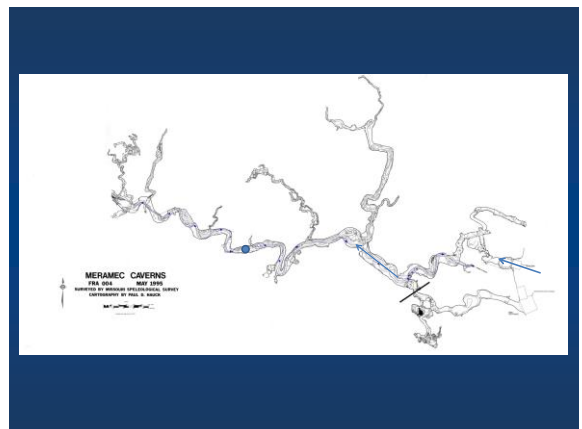 MERAMEC CAVERNS
FRA 004 MAY 1995
SURVEYED BY MISSOURI SPELEOLOGICAL SURVEY
CARTOGRAPHY BY PAUL R. HAUCK